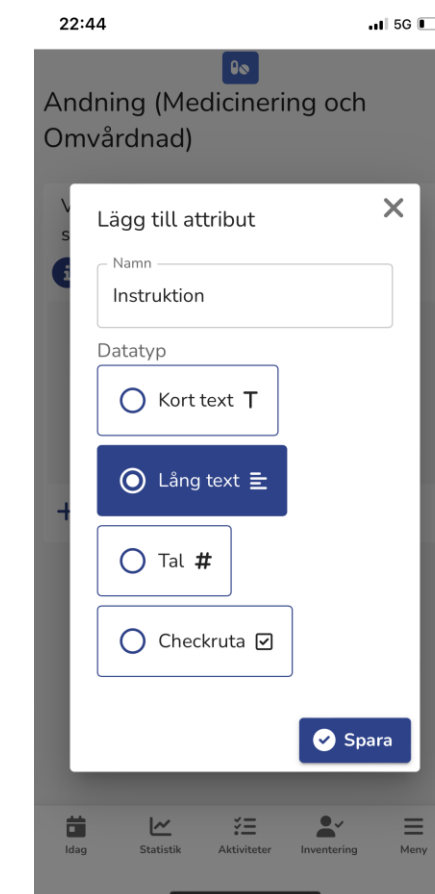 22:44
5G
Andning (Medicinering och
Omvårdnad)
V
s
Lägg till attribut
Namn
Instruktion
Datatyp
Kort text T
Lång text
Tal #
Checkruta
Spara
Idag Statistik Aktiviteter Inventering Meny